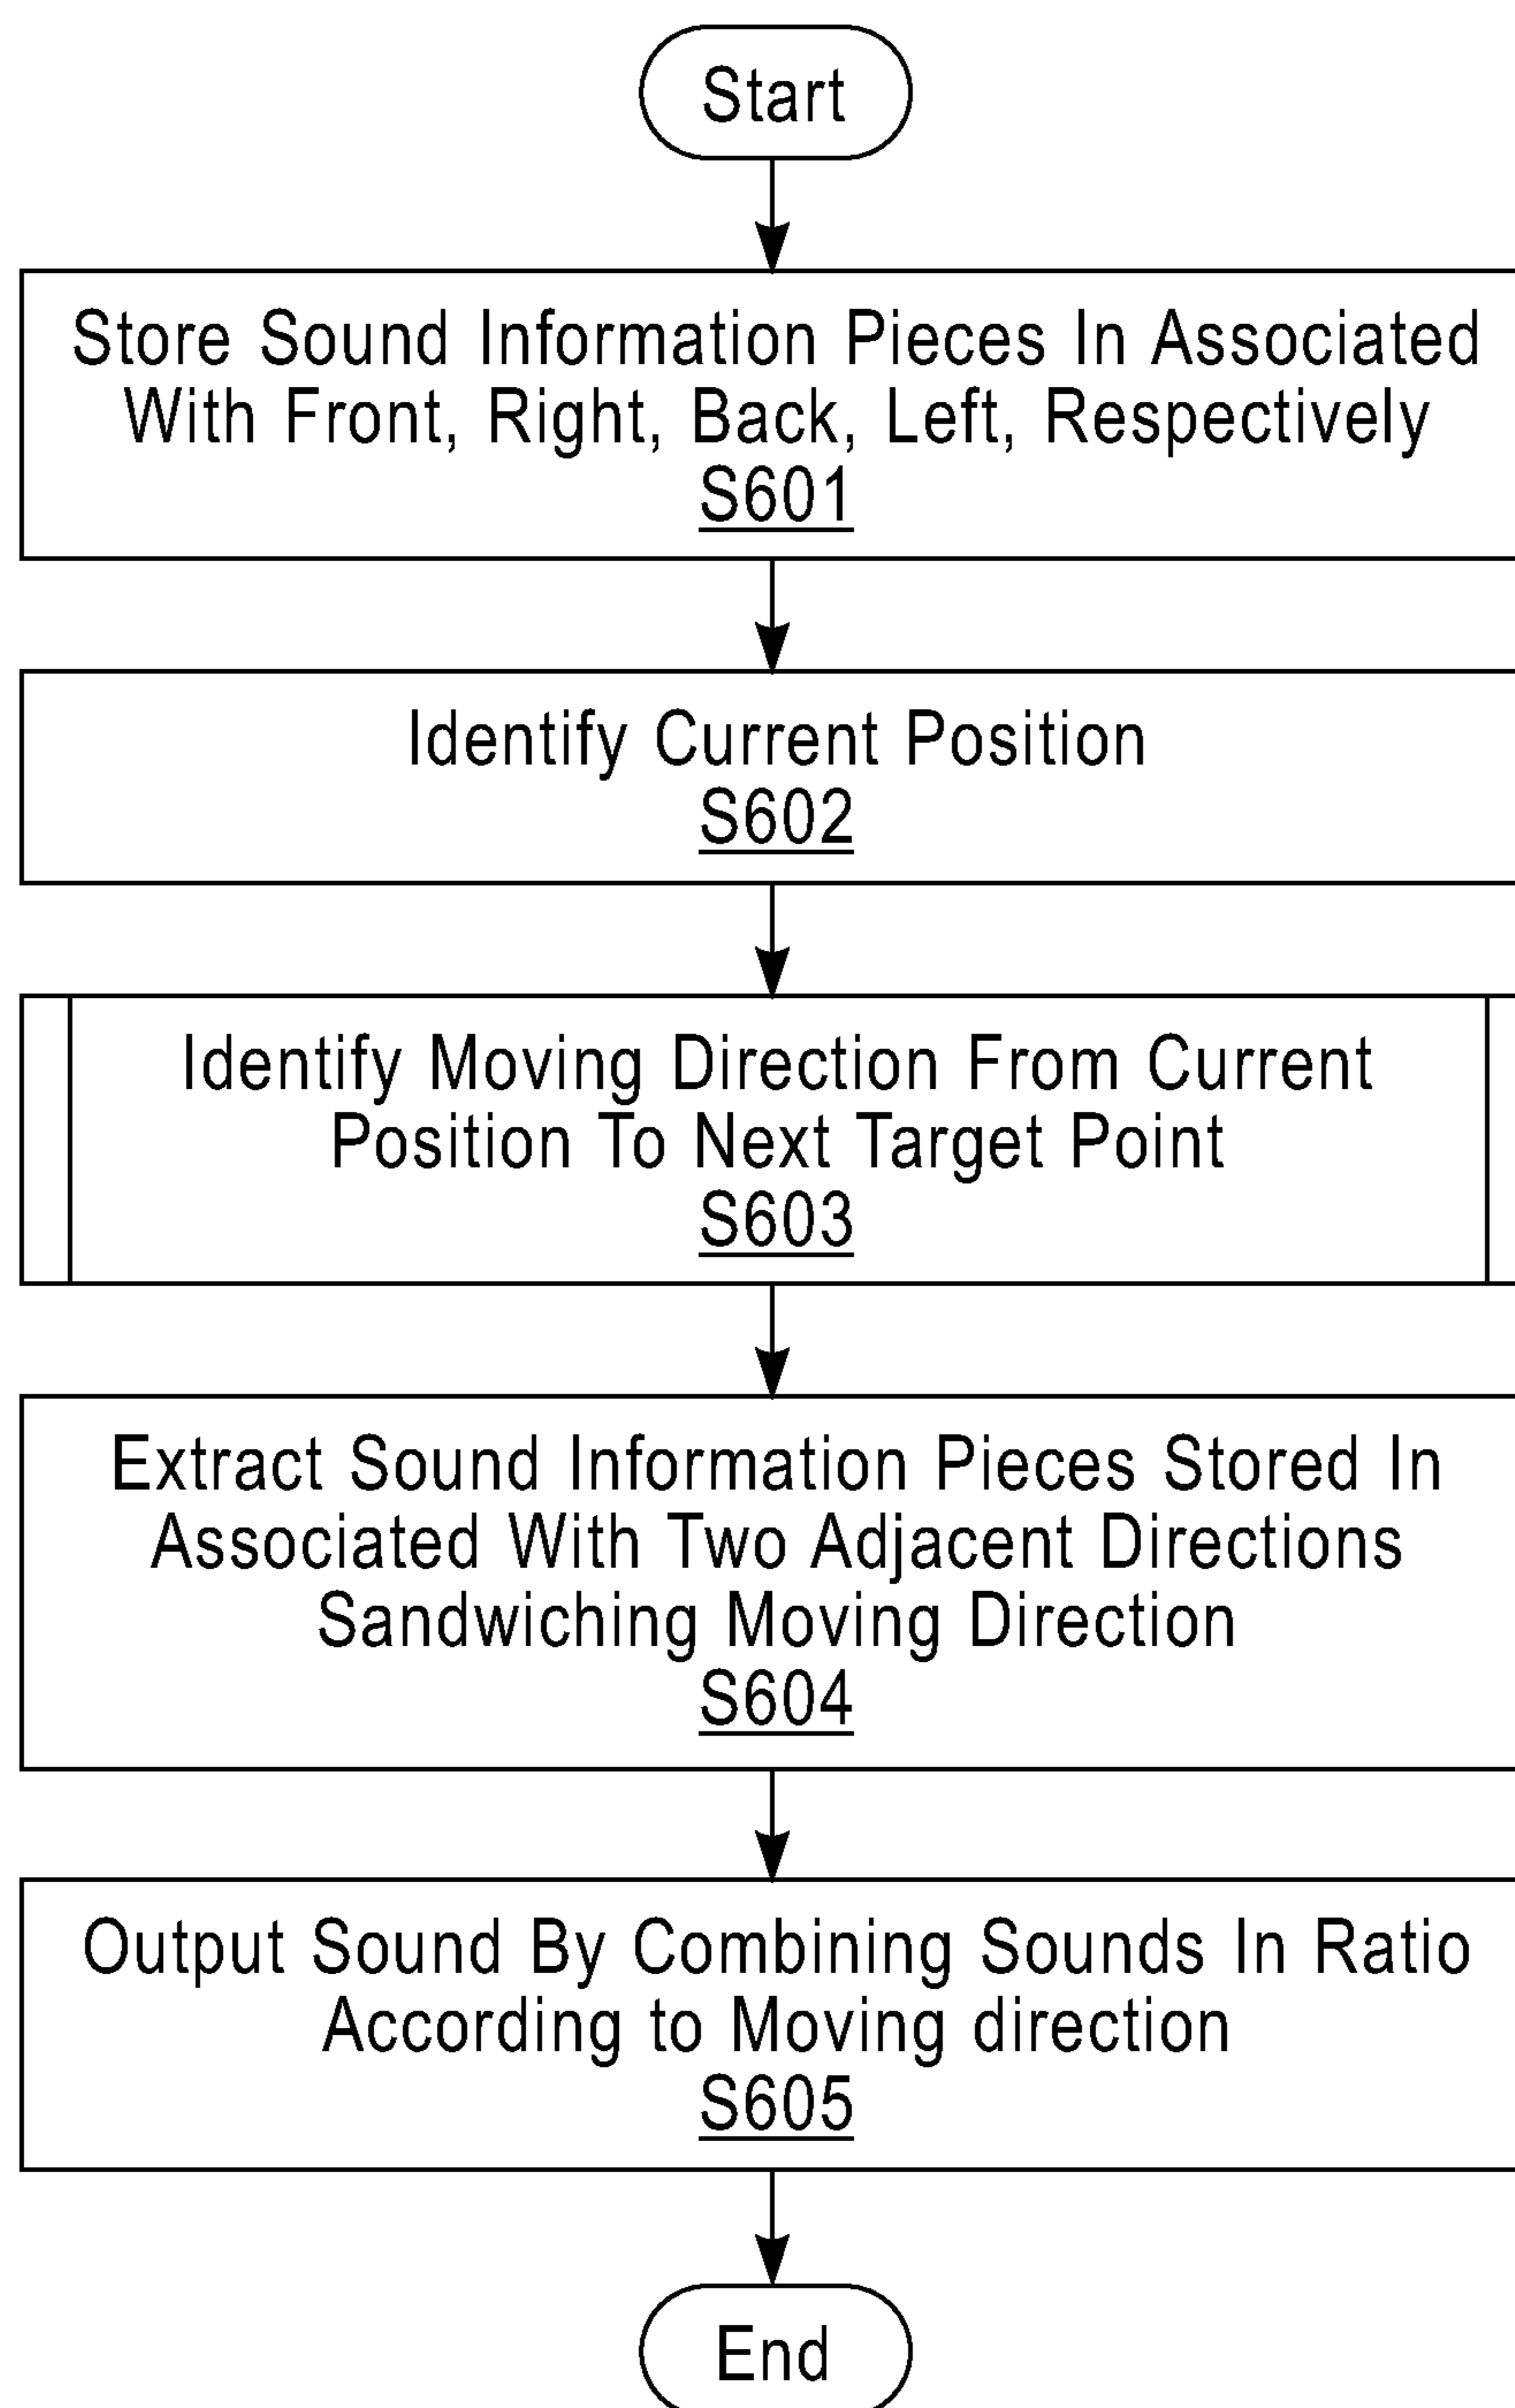 Start
Store Sound Information Pieces In Associated
With Front, Right, Back, Left, Respectively
S601
Identify Current Position
S602
Identify Moving Direction From Current
Position To Next Target Point
S603
Extract Sound Information Pieces Stored In
Associated With Two Adjacent Directions
Sandwiching Moving Direction
S604
Output Sound By Combining Sounds In Ratio
According to Moving direction
S605
End